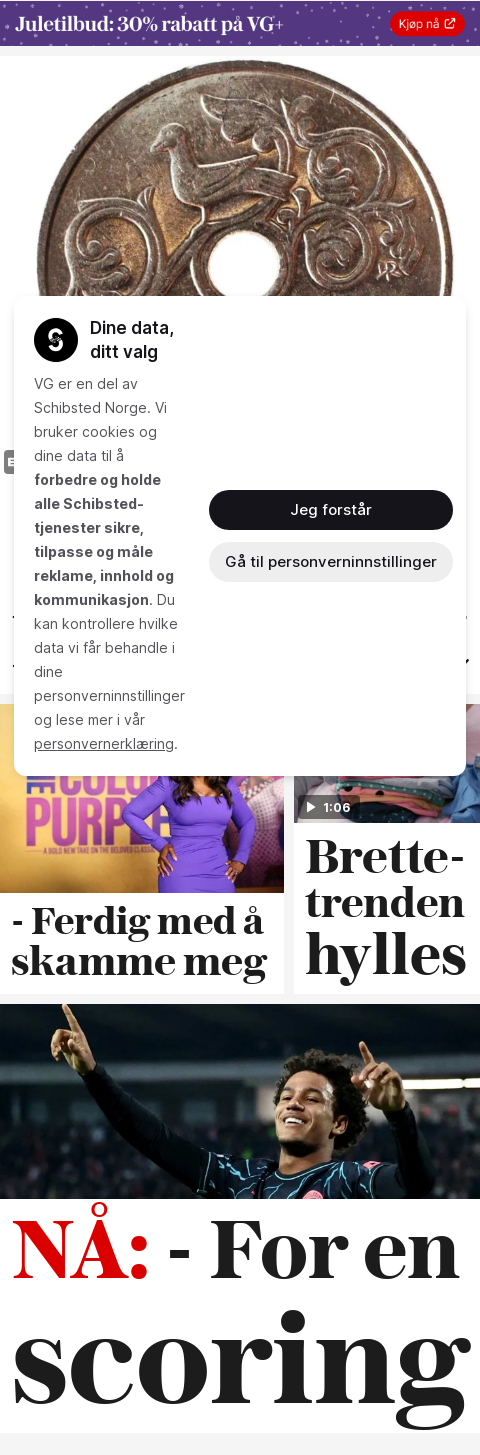 Juletilbud: 30% rabatt på VG+
Kjøp nå
Dine data,
ditt valg
VG er en del av
Schibsted Norge. Vi
bruker cookies og
dine data til å
forbedre og holde
alle Schibsted-
tjenester sikre,
tilpasse og måle
reklame, innhold og
kommunikasjon. Du
kan kontrollere hvilke
data vi får behandle i
dine
personverninnstillinger
og lese mer i vår
personvernerklæring.
Jeg forstår
Gå til personverninnstillinger
PURPLE
- A BOLD NEW TAKE ON THE BELOVED CLASSIC
- Ferdig med å
skamme meg
1:06
Brette-
trenden
hylles
NÅ: - For en
scoring